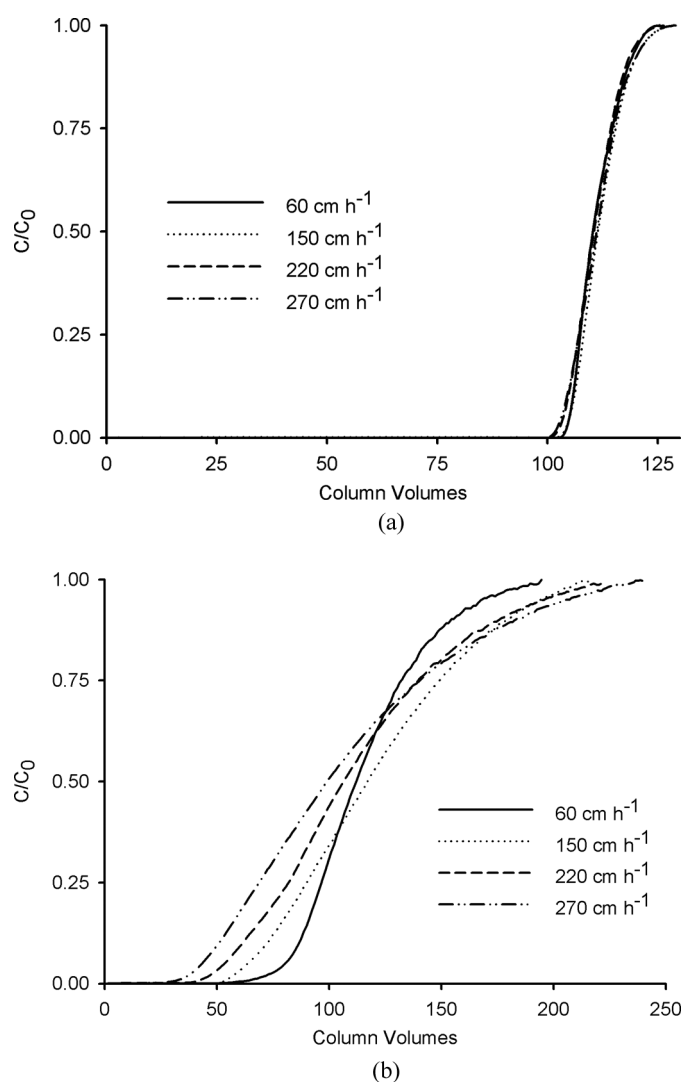 1.00
0.75
0.50
0.25
0.00
C/C0
60 cm h-1
150 cm h-1
220 cm h-1
270 cm h-1
0 25 50 75 100 125
Column Volumes
(a)
1.00
0.75
0.50
0.25
0.00
C/C0
60 cm h-1
150 cm h-1
220 cm h-1
270 cm h-1
0 50 100 150 200 250
Column Volumes
(b)